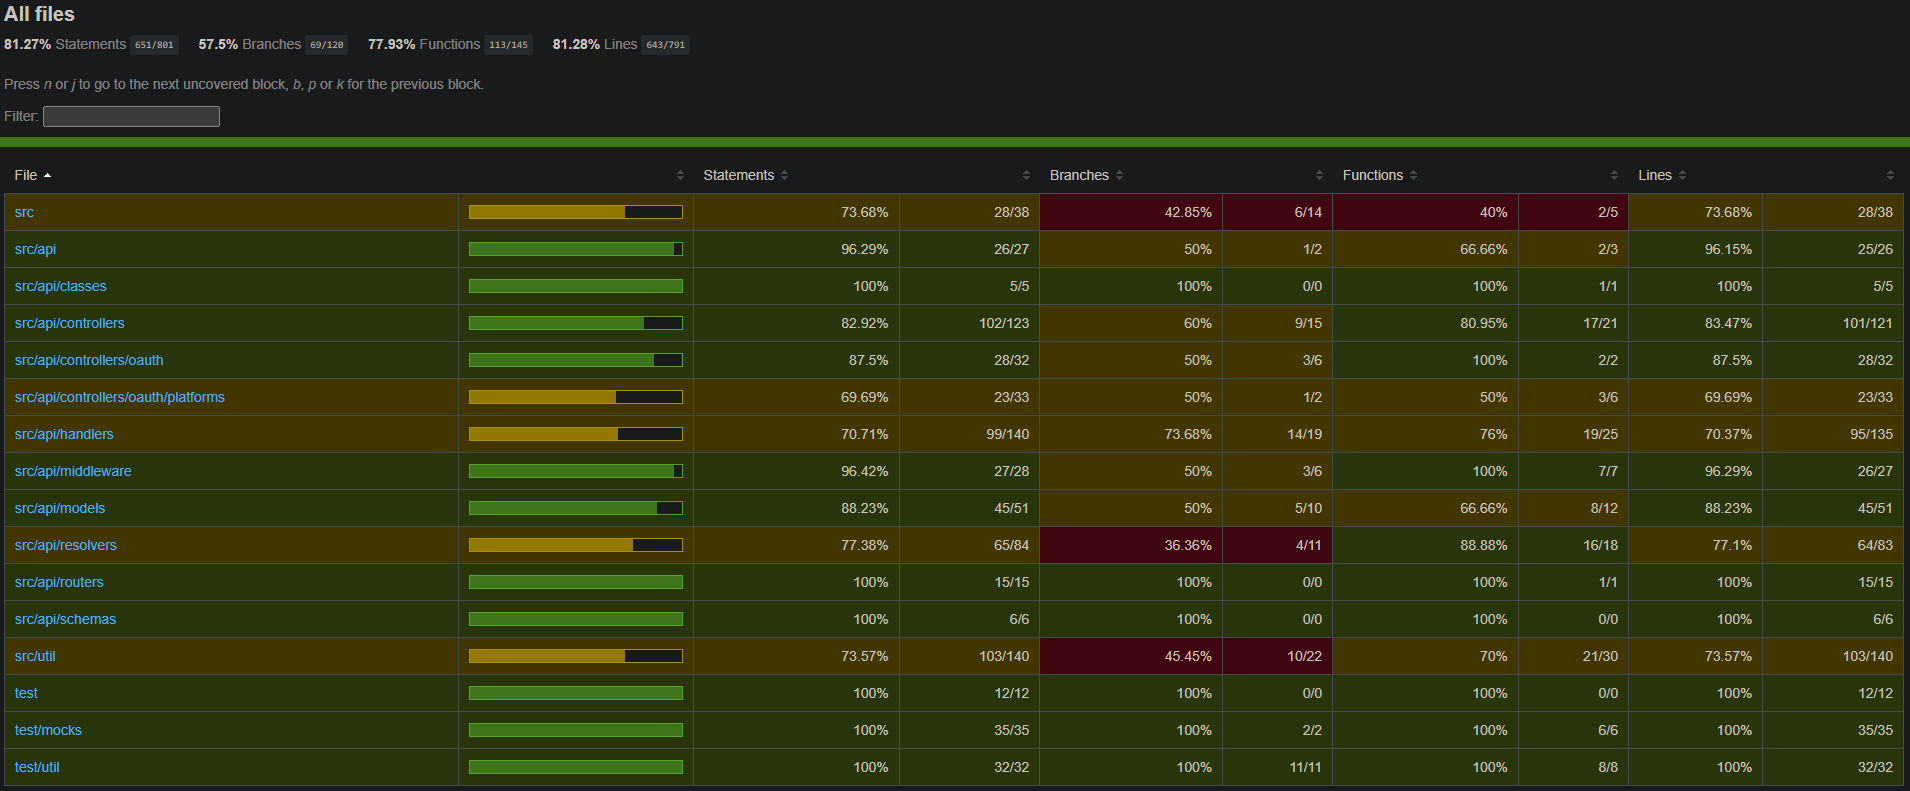 All files
81.27% Statements 651/801 57.5% Branches 69/120 77.93% Functions 113/145 81.28% Lines 643/791
Press n or j to go to the next uncovered block, b, p or k for the previous block.
Filter:
File Statements Branches Functions Lines
src 73.68% 28/38 42.85% 6/14 40% 2/5 73.68% 28/38
src/api 96.29% 26/27 50% 1/2 66.66% 2/3 96.15% 25/26
src/api/classes 100% 5/5 100% 0/0 100% 1/1 100% 5/5
src/api/controllers 82.92% 102/123 60% 9/15 80.95% 17/21 83.47% 101/121
src/api/controllers/oauth 87.5% 28/32 50% 3/6 100% 2/2 87.5% 28/32
src/api/controllers/oauth/platforms 69.69% 23/33 50% 1/2 50% 3/6 69.69% 23/33
src/api/handlers 70.71% 99/140 73.68% 14/19 76% 19/25 70.37% 95/135
src/api/middleware 96.42% 27/28 50% 3/6 100% 7/7 96.29% 26/27
src/api/models 88.23% 45/51 50% 5/10 66.66% 8/12 88.23% 45/51
src/api/resolvers 77.38% 65/84 36.36% 4/11 88.88% 16/18 77.1% 64/83
src/api/routers 100% 15/15 100% 0/0 100% 1/1 100% 15/15
src/api/schemas 100% 6/6 100% 0/0 100% 0/0 100% 6/6
src/util 73.57% 103/140 45.45% 10/22 70% 21/30 73.57% 103/140
test 100% 12/12 100% 0/0 100% 0/0 100% 12/12
test/mocks 100% 35/35 100% 2/2 100% 6/6 100% 35/35
test/util 100% 32/32 100% 11/11 100% 8/8 100% 32/32